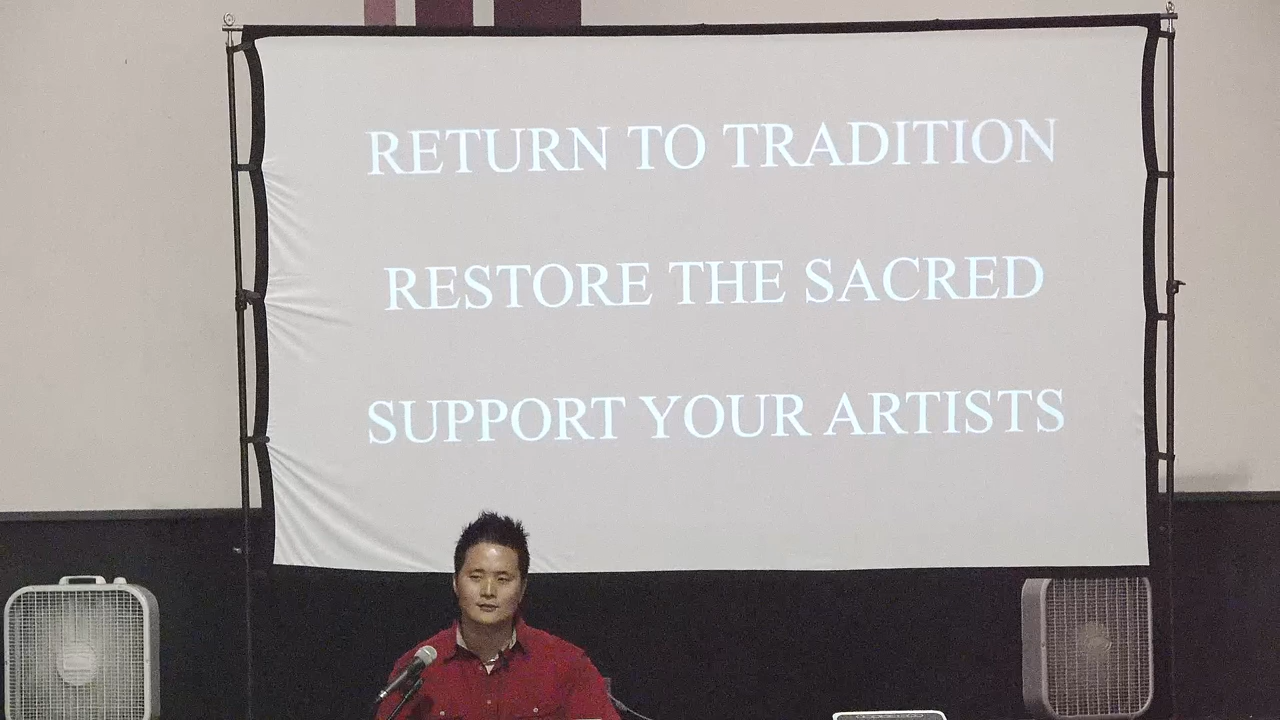 RETURN TO TRADITION
RESTORE THE SACRED
SUPPORT YOUR ARTISTS